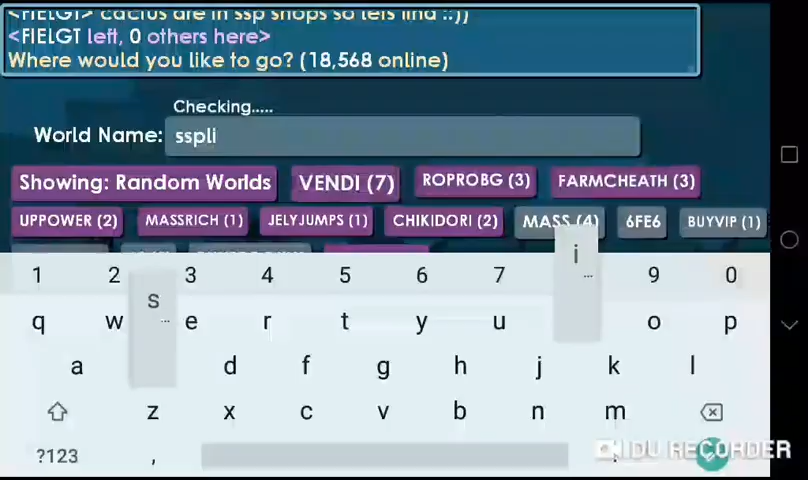 <FIELGT> cactus are in ssp shops so lets find ::))
<FIELGT left, 0 others here>
Where would you like to go? (18,568 online)
Checking.....
World Name: sspli
Showing: Random Worlds VENDI (7) ROPROBG (3) FARMCHEATH (3)
UPPOWER (2) MASSRICH (1) JELYJUMPS (1) CHIKIDORI (2) MASS (4) 6FE6 BUYVIP (1)
i
1 2 3 4 5 6 7 9 0
s
q w e r t y u o p
a d f g h j k l
z x c v b n m
?123 , .
DU RECORDER